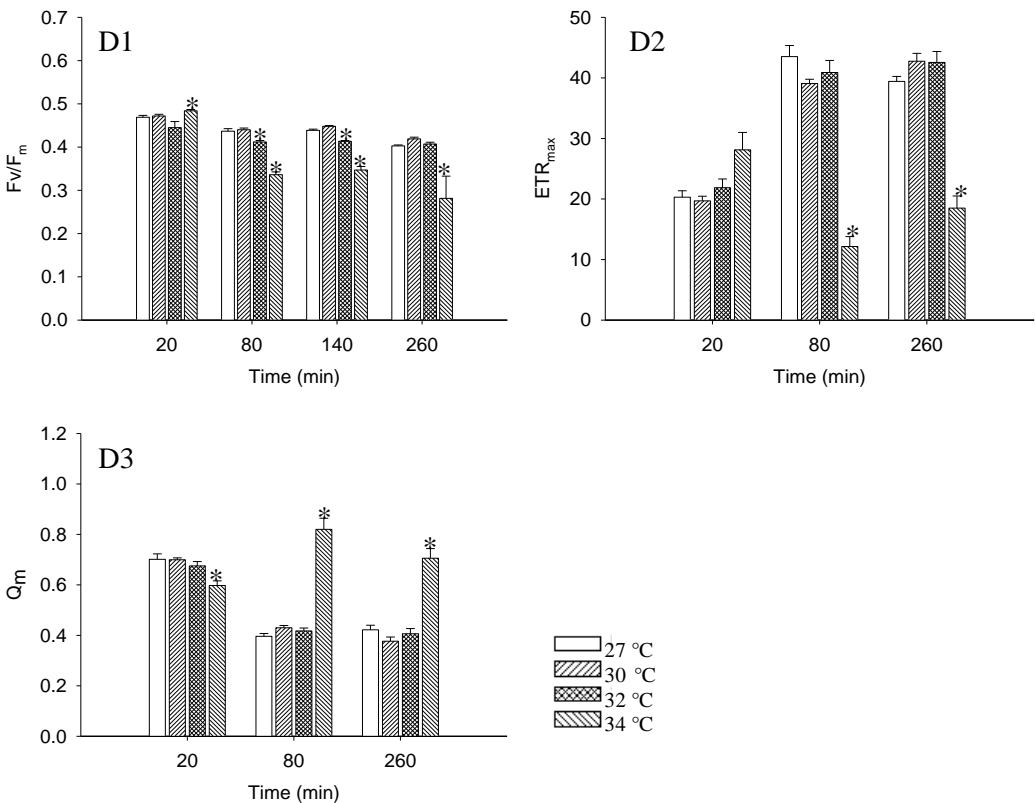 D1
0.7
0.6
0.5
0.4
0.3
0.2
0.1
0.0
Fv/Fm
* * * * * *
20 80 140 260
Time (min)
D2
50
40
30
20
10
0
ETRmax
* *
20 80 260
Time (min)
D3
1.2
1.0
0.8
0.6
0.4
0.2
0.0
Qm
* * *
20 80 260
Time (min)
27 °C
30 °C
32 °C
34 °C